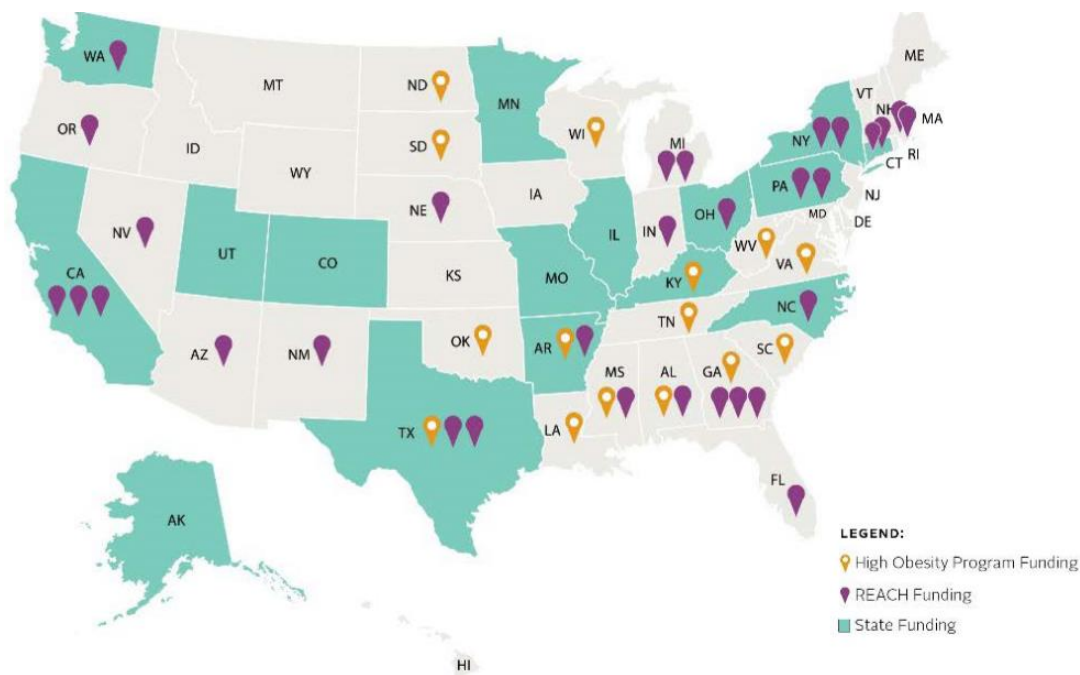 WA
ME
MT
ND
VT
MN
NH
OR
MA
ID
SD
WI
NY
MI
RI
WY
CT
PA
IA
NJ
NE
OH
MD
NV
IN
DE
IL
WV
UT
CO
VA
CA
KS
MO
KY
NC
TN
OK
AR
SC
AZ
NM
MS
AL
GA
TX
LA
FL
AK
HI
LEGEND:
High Obesity Program Funding
REACH Funding
State Funding